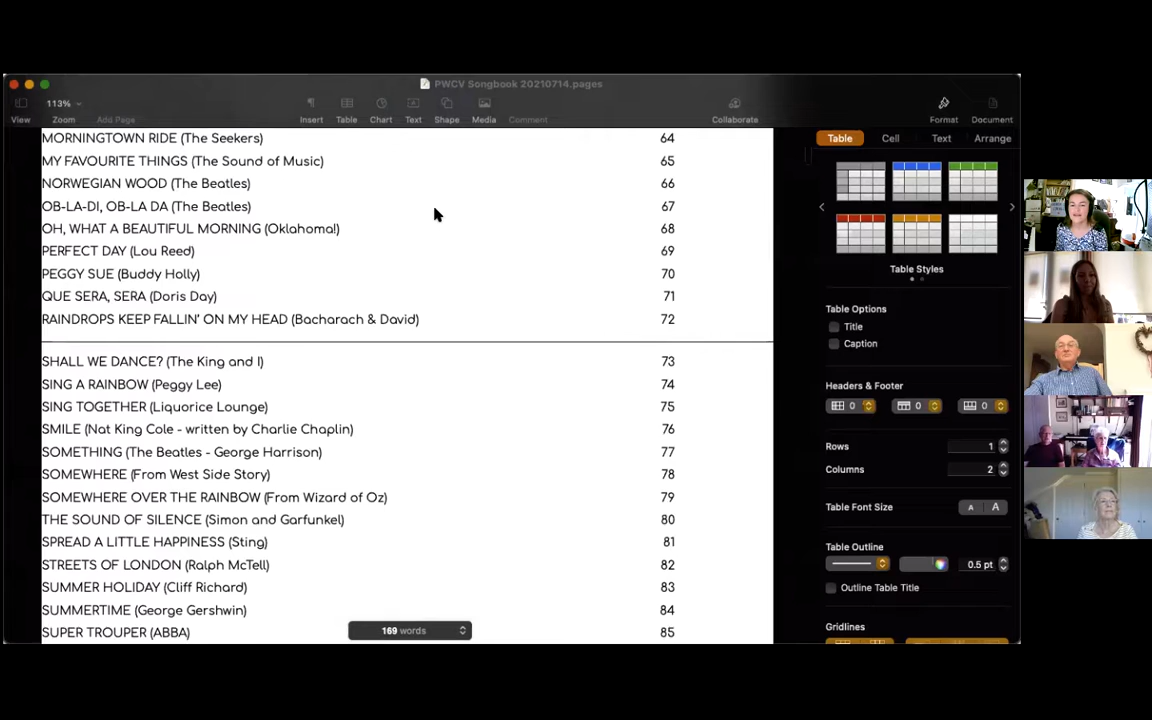 PWCV Songbook 20210714.pages
113%
View Zoom Add Page Insert Table Chart Text Shape Media Comment Collaborate Format Document
MORNINGTOWN RIDE (The Seekers) 64
MY FAVOURITE THINGS (The Sound of Music) 65
NORWEGIAN WOOD (The Beatles) 66
OB-LA-DI, OB-LA DA (The Beatles) 67
OH, WHAT A BEAUTIFUL MORNING (Oklahoma!) 68
PERFECT DAY (Lou Reed) 69
PEGGY SUE (Buddy Holly) 70
QUE SERA, SERA (Doris Day) 71
RAINDROPS KEEP FALLIN' ON MY HEAD (Bacharach & David) 72
SHALL WE DANCE? (The King and I) 73
SING A RAINBOW (Peggy Lee) 74
SING TOGETHER (Liquorice Lounge) 75
SMILE (Nat King Cole - written by Charlie Chaplin) 76
SOMETHING (The Beatles - George Harrison) 77
SOMEWHERE (From West Side Story) 78
SOMEWHERE OVER THE RAINBOW (From Wizard of Oz) 79
THE SOUND OF SILENCE (Simon and Garfunkel) 80
SPREAD A LITTLE HAPPINESS (Sting) 81
STREETS OF LONDON (Ralph McTell) 82
SUMMER HOLIDAY (Cliff Richard) 83
SUMMERTIME (George Gershwin) 84
SUPER TROUPER (ABBA) 85
169 words
Table Cell Text Arrange
Table Styles
Table Options
Title
Caption
Headers & Footer
0 0 0
Rows 1
Columns 2
Table Font Size A A
Table Outline
0.5 pt
Outline Table Title
Gridlines